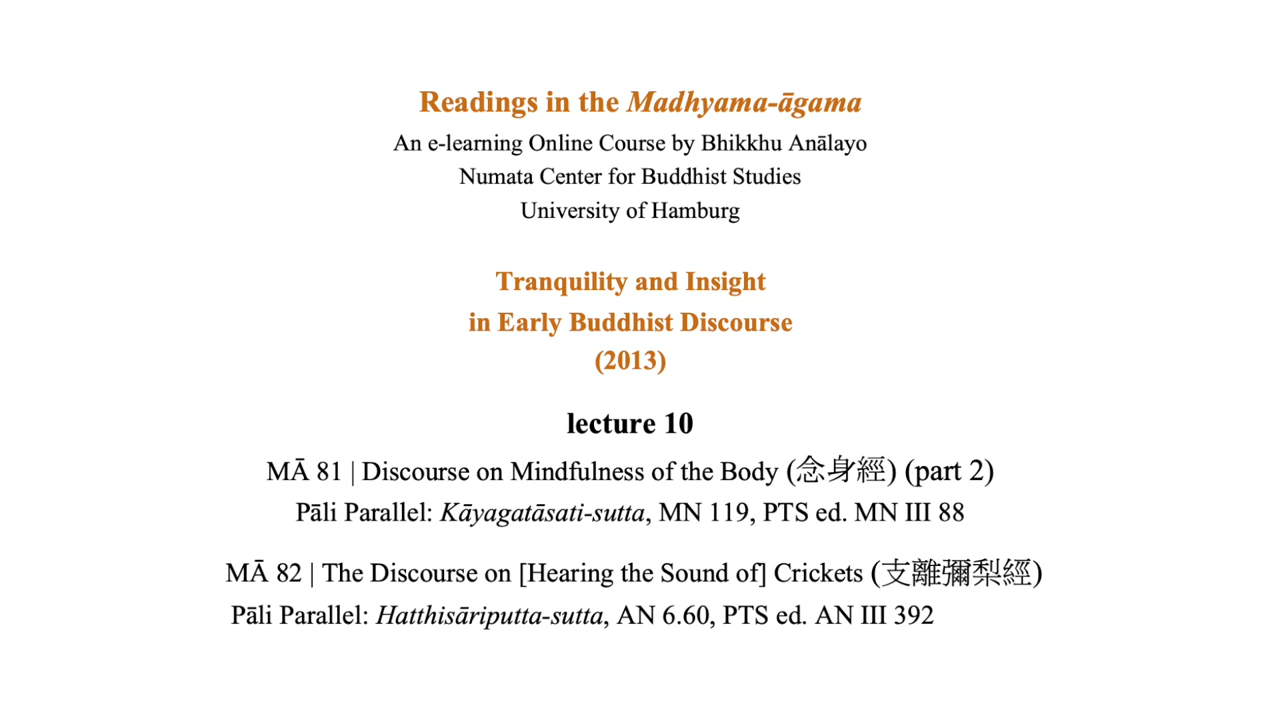 Readings in the Madhyama-āgama
An e-learning Online Course by Bhikkhu Anālayo
Numata Center for Buddhist Studies
University of Hamburg
Tranquility and Insight
in Early Buddhist Discourse
(2013)
lecture 10
MĀ 81 | Discourse on Mindfulness of the Body (念身經) (part 2)
Pāli Parallel: Kāyagatāsati-sutta, MN 119, PTS ed. MN III 88
MĀ 82 | The Discourse on [Hearing the Sound of] Crickets (支離彌梨經)
Pāli Parallel: Hatthisāriputta-sutta, AN 6.60, PTS ed. AN III 392